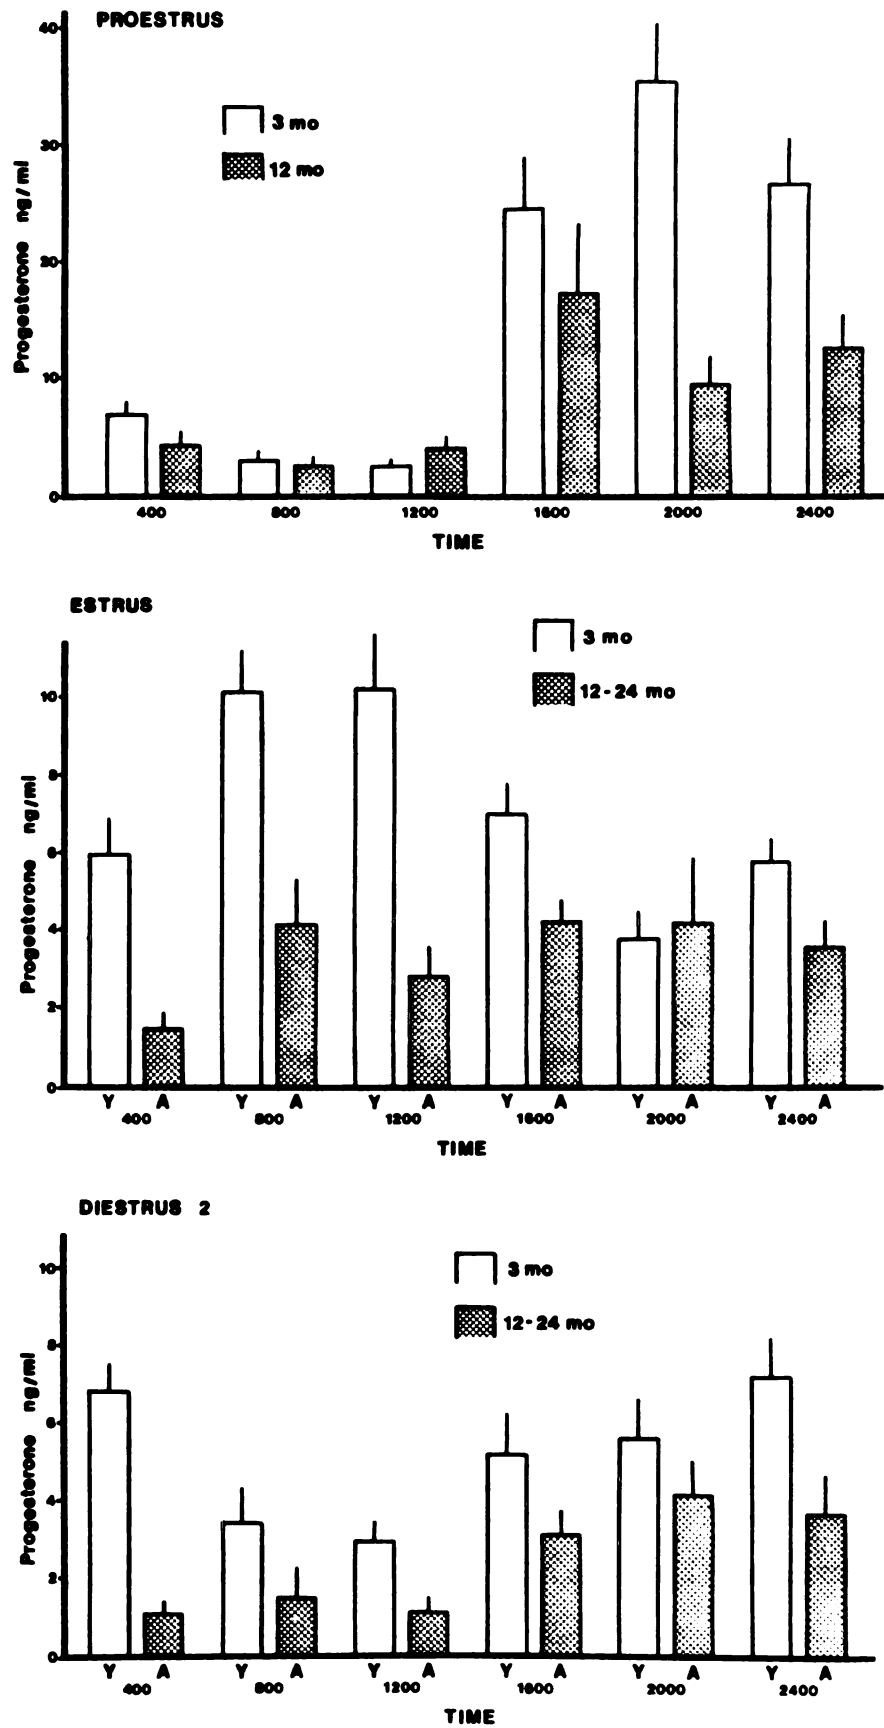 PROESTRUS
40
30
20
10
0
Progesterone ng/ml
3 mo
12 mo
400 800 1200 1600 2000 2400
TIME
ESTRUS
10
8
6
4
2
0
Progesterone ng/ml
3 mo
12-24 mo
Y A Y A Y A Y A Y A Y A
400 800 1200 1600 2000 2400
TIME
DIESTRUS 2
10
8
6
4
2
0
Progesterone ng/ml
3 mo
12-24 mo
Y A Y A Y A Y A Y A Y A
400 800 1200 1600 2000 2400
TIME